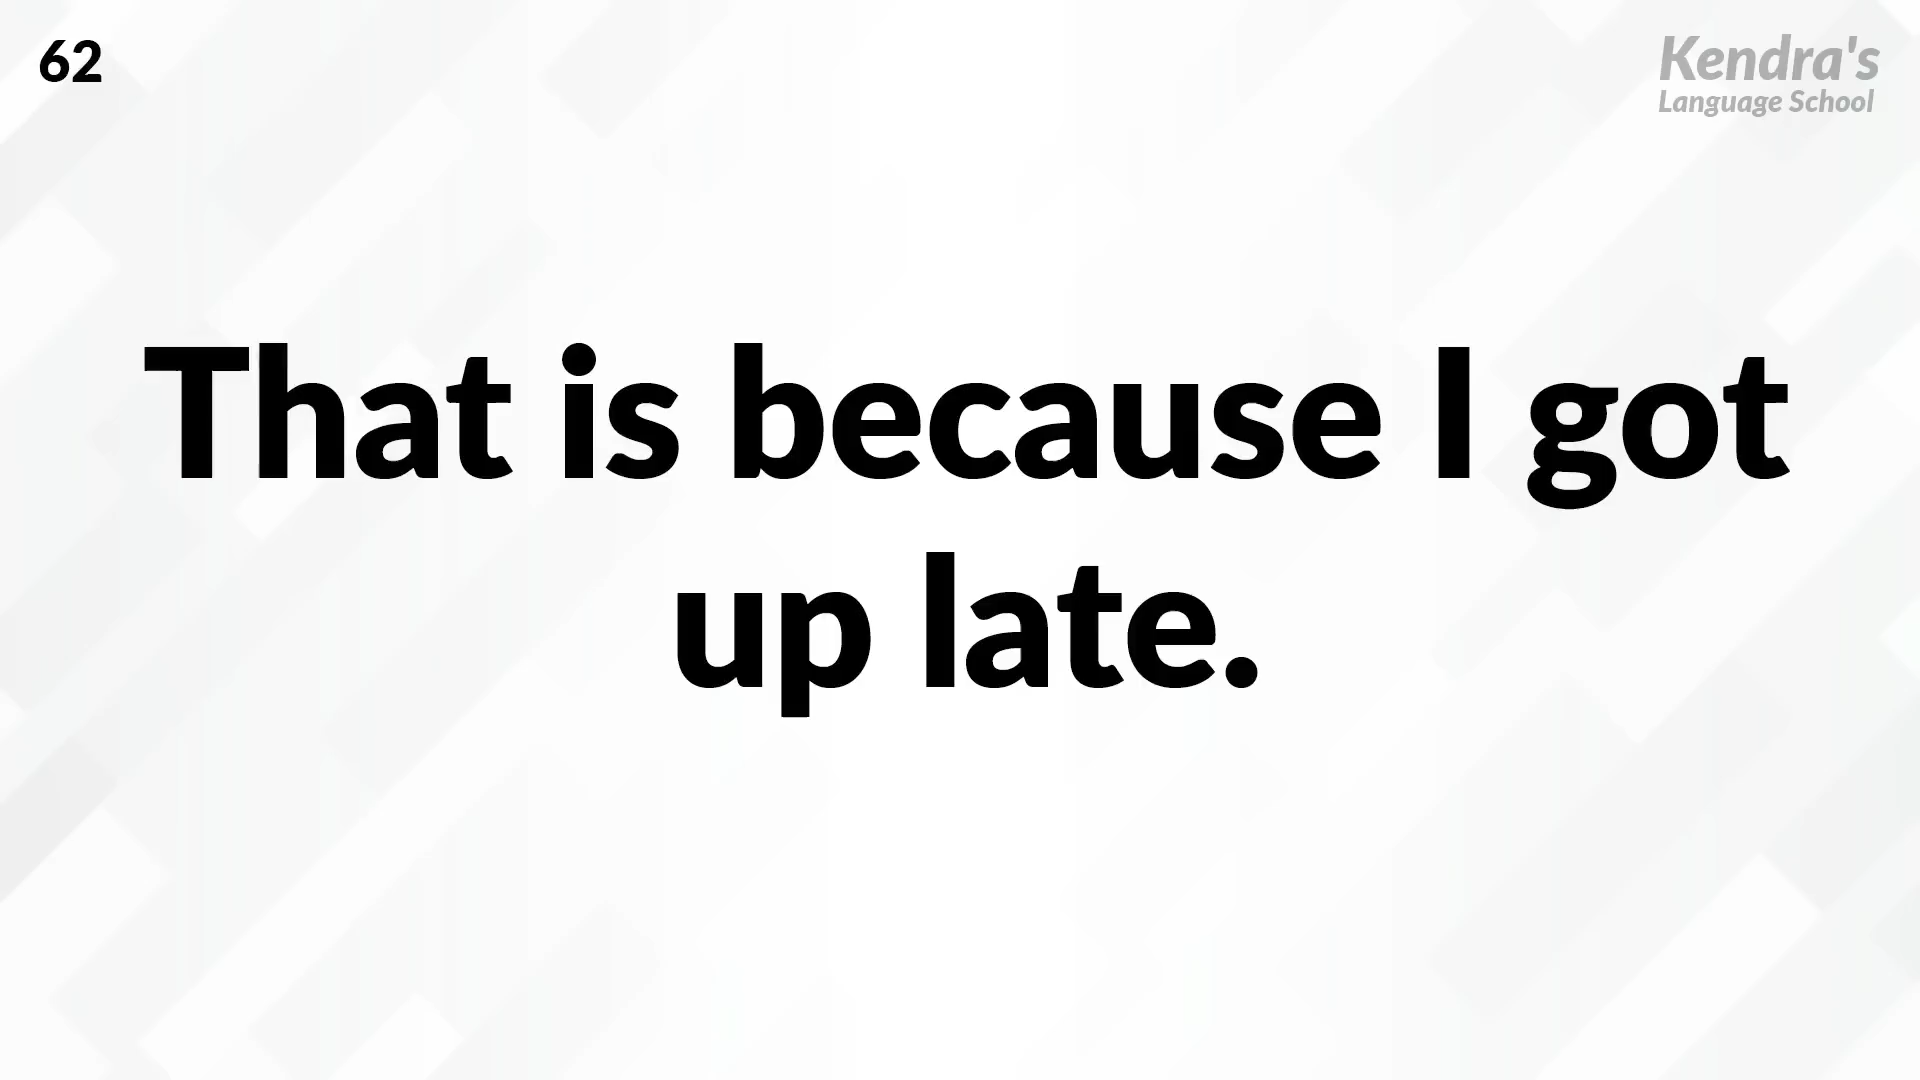 62
Kendra's
Language School
That is because I got
up late.